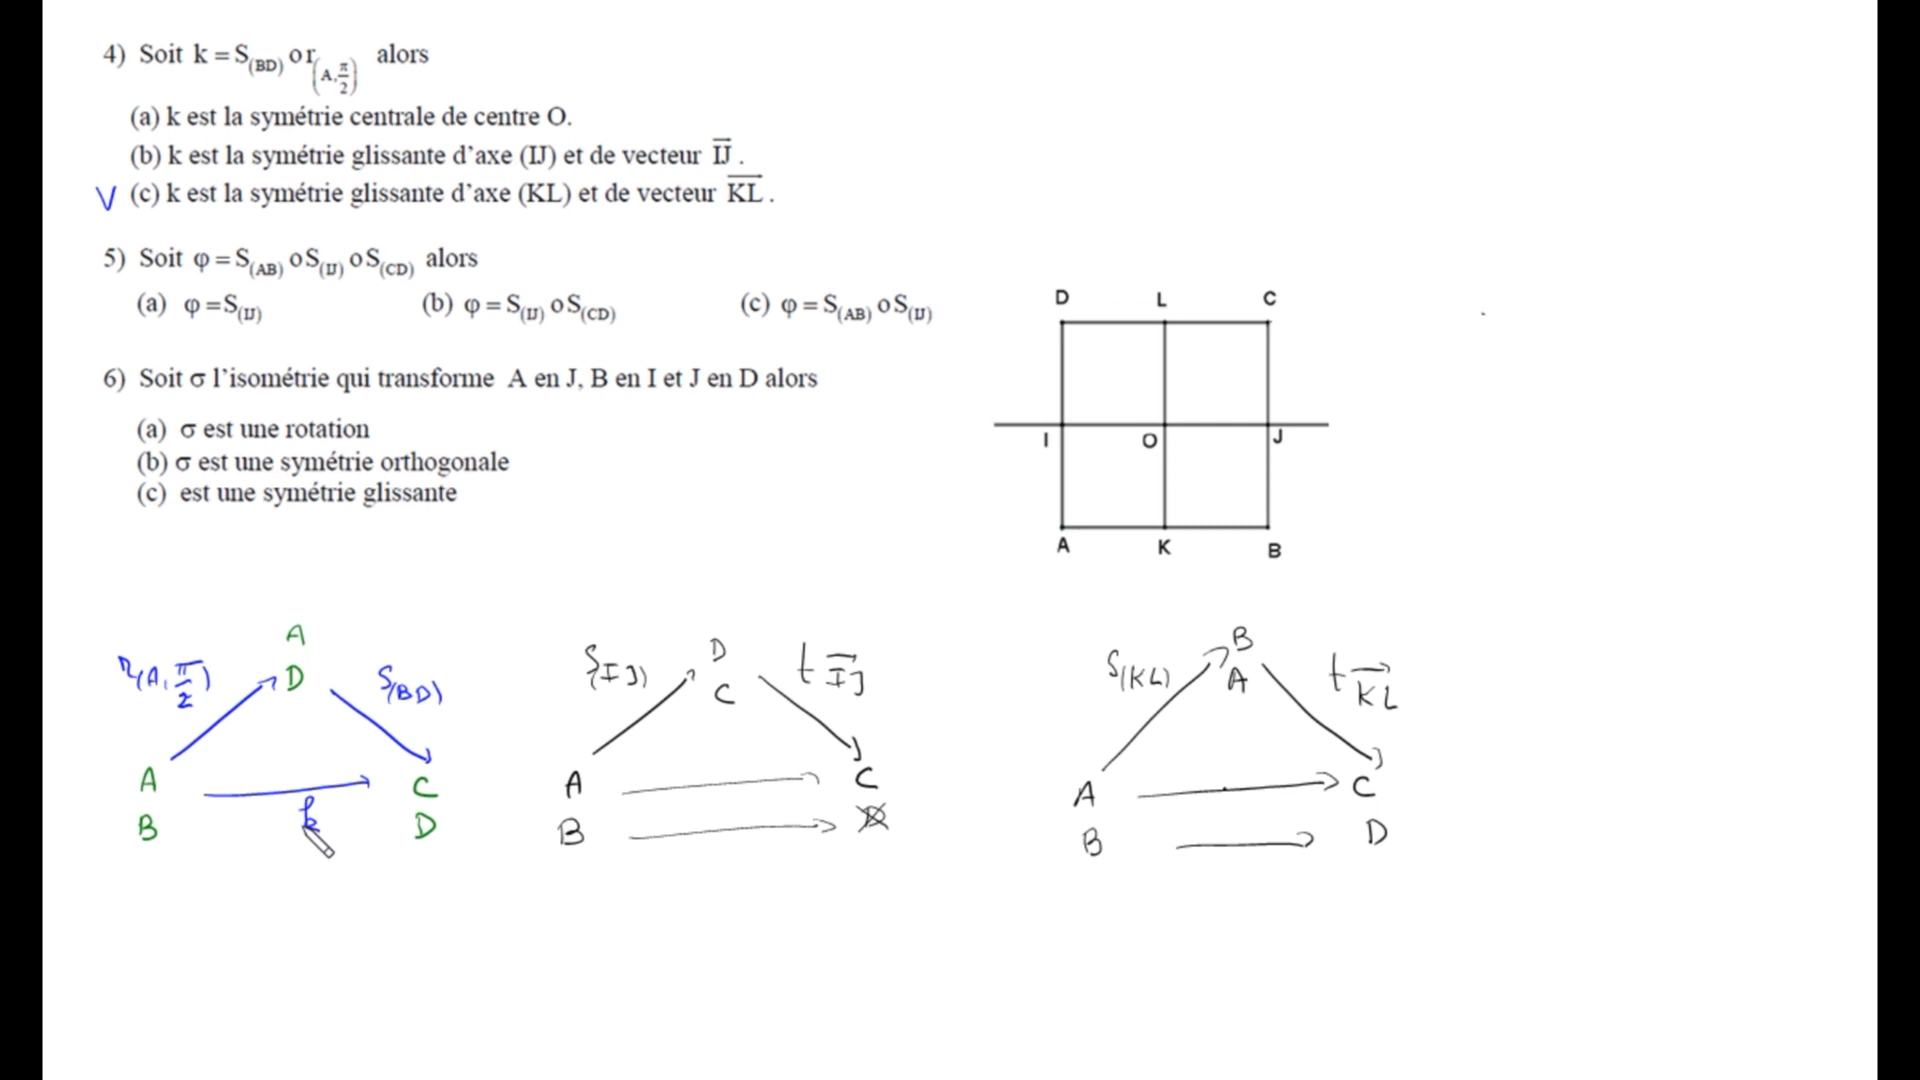 4) Soit k = S(BD) o r(A, π/2) alors
(a) k est la symétrie centrale de centre O.
(b) k est la symétrie glissante d'axe (IJ) et de vecteur IJ⃗ .
V (c) k est la symétrie glissante d'axe (KL) et de vecteur KL⃗ .
5) Soit φ = S(AB) o S(IJ) o S(CD) alors
(a) φ = S(IJ) (b) φ = S(IJ) o S(CD) (c) φ = S(AB) o S(IJ)
6) Soit σ l'isométrie qui transforme A en J, B en I et J en D alors
(a) σ est une rotation
(b) σ est une symétrie orthogonale
(c) est une symétrie glissante
D L C
I O J
A K B
A
r(A, π/2) D S(BD)
A C
k
B D
S(IJ) D t IJ⃗
C
A C
B
S(KL) B t KL⃗
A
A C
B D